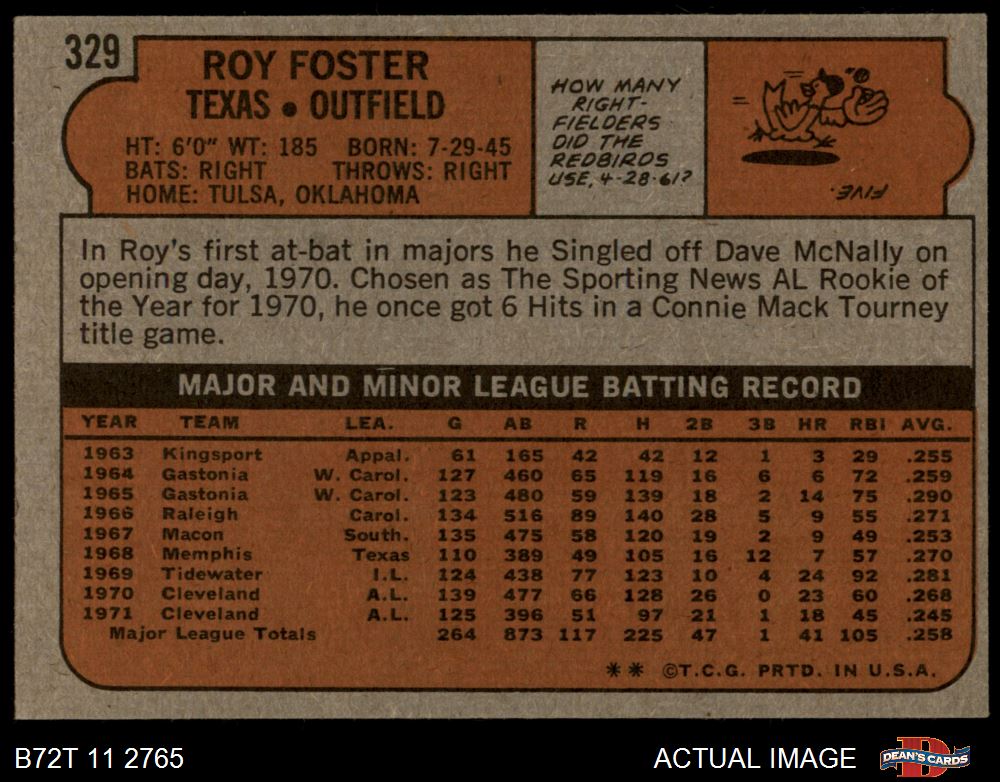 329
ROY FOSTER
TEXAS • OUTFIELD
HT: 6'0" WT: 185 BORN: 7-29-45
BATS: RIGHT THROWS: RIGHT
HOME: TULSA, OKLAHOMA
HOW MANY
RIGHT-
FIELDERS
DID THE
REDBIRDS
USE, 4-28-61?
FIVE.
In Roy's first at-bat in majors he Singled off Dave McNally on
opening day, 1970. Chosen as The Sporting News AL Rookie of
the Year for 1970, he once got 6 Hits in a Connie Mack Tourney
title game.
MAJOR AND MINOR LEAGUE BATTING RECORD
YEAR TEAM LEA. G AB R H 2B 3B HR RBI AVG.
1963 Kingsport Appal. 61 165 42 42 12 1 3 29 .255
1964 Gastonia W. Carol. 127 460 65 119 16 6 6 72 .259
1965 Gastonia W. Carol. 123 480 59 139 18 2 14 75 .290
1966 Raleigh Carol. 134 516 89 140 28 5 9 55 .271
1967 Macon South. 135 475 58 120 19 2 9 49 .253
1968 Memphis Texas 110 389 49 105 16 12 7 57 .270
1969 Tidewater I.L. 124 438 77 123 10 4 24 92 .281
1970 Cleveland A.L. 139 477 66 128 26 0 23 60 .268
1971 Cleveland A.L. 125 396 51 97 21 1 18 45 .245
Major League Totals 264 873 117 225 47 1 41 105 .258
** ©T.C.G. PRTD. IN U.S.A.
B72T 11 2765
ACTUAL IMAGE
DEAN'S CARDS